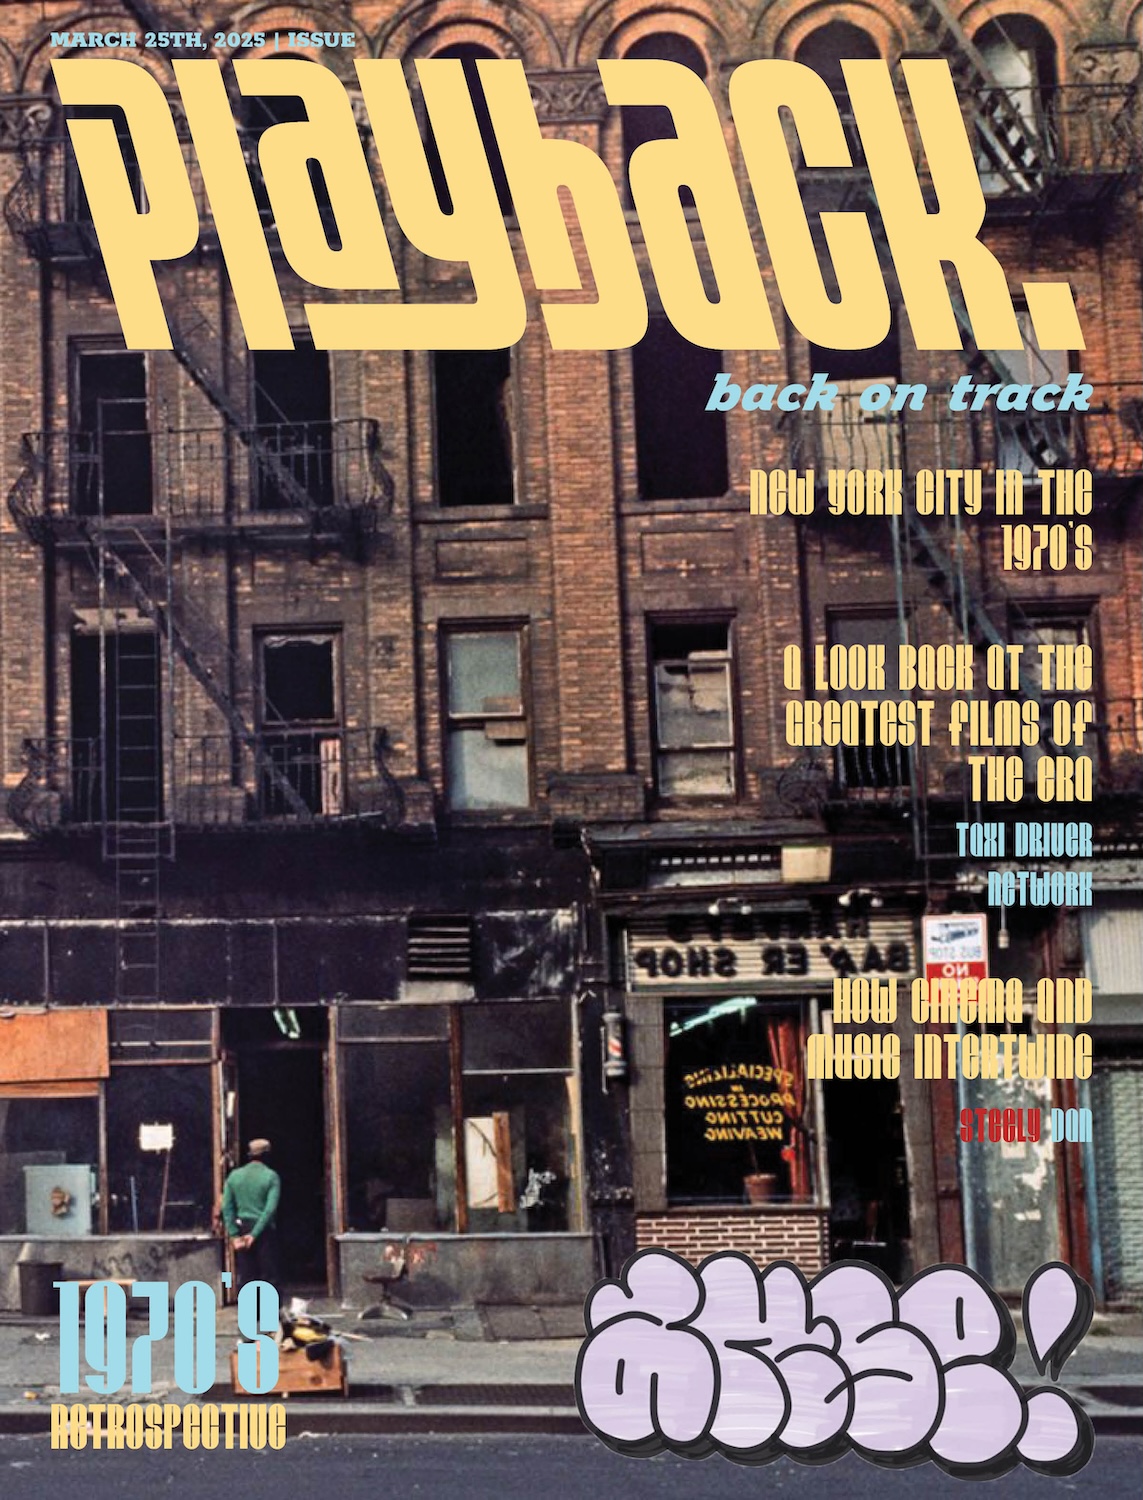 MARCH 25TH, 2025 | ISSUE
Playback.
back on track
NEW YORK CITY IN THE
1970'S
A LOOK BACK AT THE
GREATEST FILMS OF
THE ERA
TAXI DRIVER
NETWORK
BARBER SHOP
BUS STOP
NO
HOW CINEMA AND
MUSIC INTERTWINE
SPECIALIZING
IN
PROCESSING
CUTTING
WEAVING
STEELY DAN
1970'S
RETROSPECTIVE